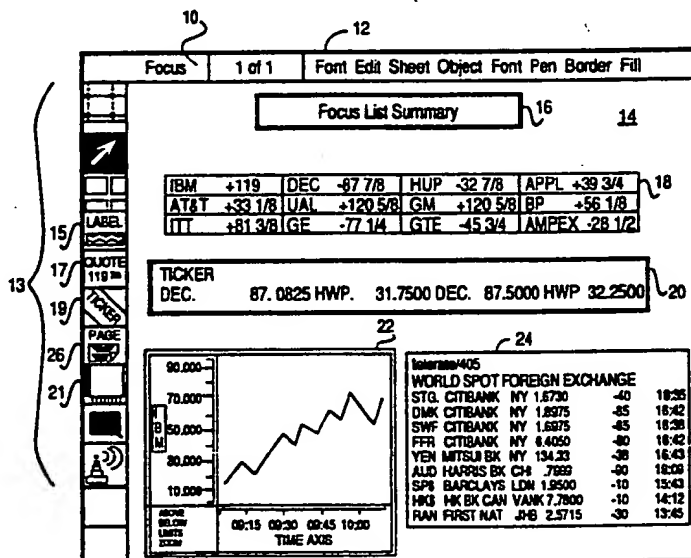 10 12
Focus 1 of 1 Font Edit Sheet Object Font Pen Border Fill
Focus List Summary 16 14
IBM +119 DEC -87 7/8 HUP -32 7/8 APPL +39 3/4 18
AT&T +33 1/8 UAL +120 5/8 GM +120 5/8 BP +56 1/8
ITT +81 3/8 GE -77 1/4 GTE -45 3/4 AMPEX -28 1/2
15 LABEL
17 QUOTE
119
13
19 TICKER
26 PAGE
21
TICKER
DEC. 87.0825 HWP. 31.7500 DEC. 87.5000 HWP 32.2500 20
22
90.000
70.000
50.000
30.000
10.000
IBM
ABOVE
BELOW
UNITS
ZOOM
09:15 09:30 09:45 10:00
TIME AXIS
24
telerate/405
WORLD SPOT FOREIGN EXCHANGE
STG. CITIBANK NY 1.6730 -40
DMK CITIBANK NY 1.8975 -85 16:42
SWF CITIBANK NY 1.6975 -85
FFR CITIBANK NY 6.4050 -80 16:42
YEN MITSUI BK NY 134.33 16:43
AUD HARRIS BK CHI -90 18:09
BARCLAYS LDN 1.9500 -10 15:43
HK BK CAN VANK 7.7800 -10 14:12
RAN FIRST NAT JHB 2.5715 -30 13:45